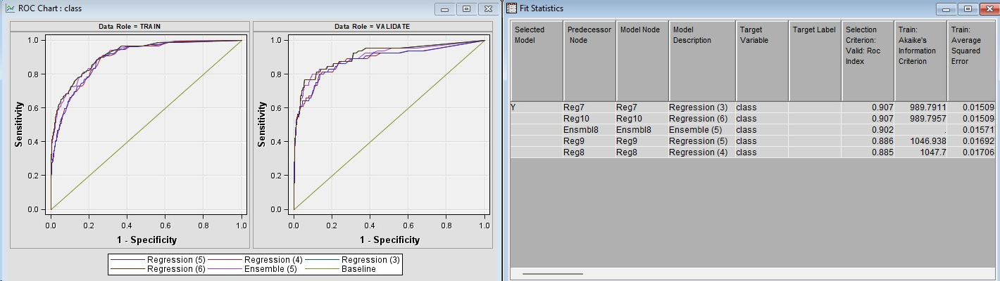 ROC Chart : class
Data Role = TRAIN
Data Role = VALIDATE
Sensitivity
1.0
0.8
0.6
0.4
0.2
0.0
0.0 0.2 0.4 0.6 0.8 1.0
1 - Specificity
Sensitivity
1.0
0.8
0.6
0.4
0.2
0.0
0.0 0.2 0.4 0.6 0.8 1.0
1 - Specificity
Regression (5) Regression (4) Regression (3)
Regression (6) Ensemble (5) Baseline
Fit Statistics
Selected Predecessor Model Node Model Target Target Label Selection Train: Train:
Model Node Description Variable Criterion: Akaike's Average
Valid: Roc Information Squared
Index Criterion Error
Y Reg7 Reg7 Regression (3) class 0.907 989.7911 0.01509
Reg10 Reg10 Regression (6) class 0.907 989.7957 0.01509
Ensmbl8 Ensmbl8 Ensemble (5) class 0.902 . 0.01571
Reg9 Reg9 Regression (5) class 0.886 1046.938 0.01692
Reg8 Reg8 Regression (4) class 0.885 1047.7 0.01706